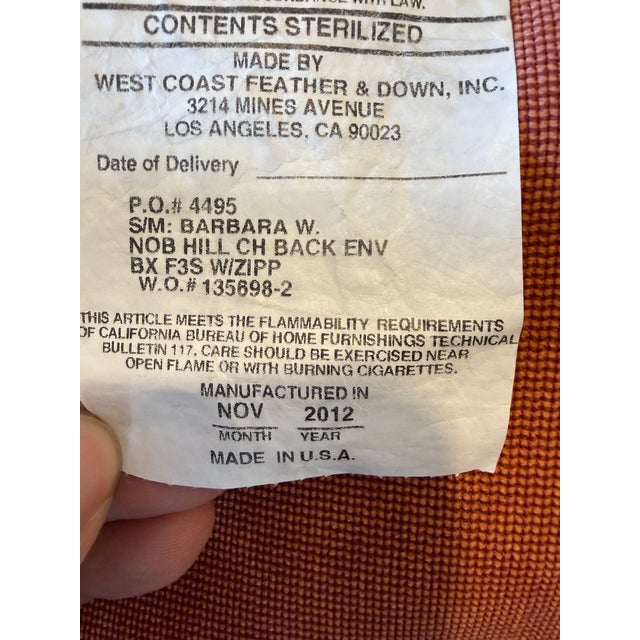 ACCORDANCE WITH LAW.
CONTENTS STERILIZED
MADE BY
WEST COAST FEATHER & DOWN, INC.
3214 MINES AVENUE
LOS ANGELES, CA 90023
Date of Delivery
P.O.# 4495
S/M: BARBARA W.
NOB HILL CH BACK ENV
BX F3S W/ZIPP
W.O.# 135698-2
THIS ARTICLE MEETS THE FLAMMABILITY REQUIREMENTS
OF CALIFORNIA BUREAU OF HOME FURNISHINGS TECHNICAL
BULLETIN 117. CARE SHOULD BE EXERCISED NEAR
OPEN FLAME OR WITH BURNING CIGARETTES.
MANUFACTURED IN
NOV 2012
MONTH YEAR
MADE IN U.S.A.